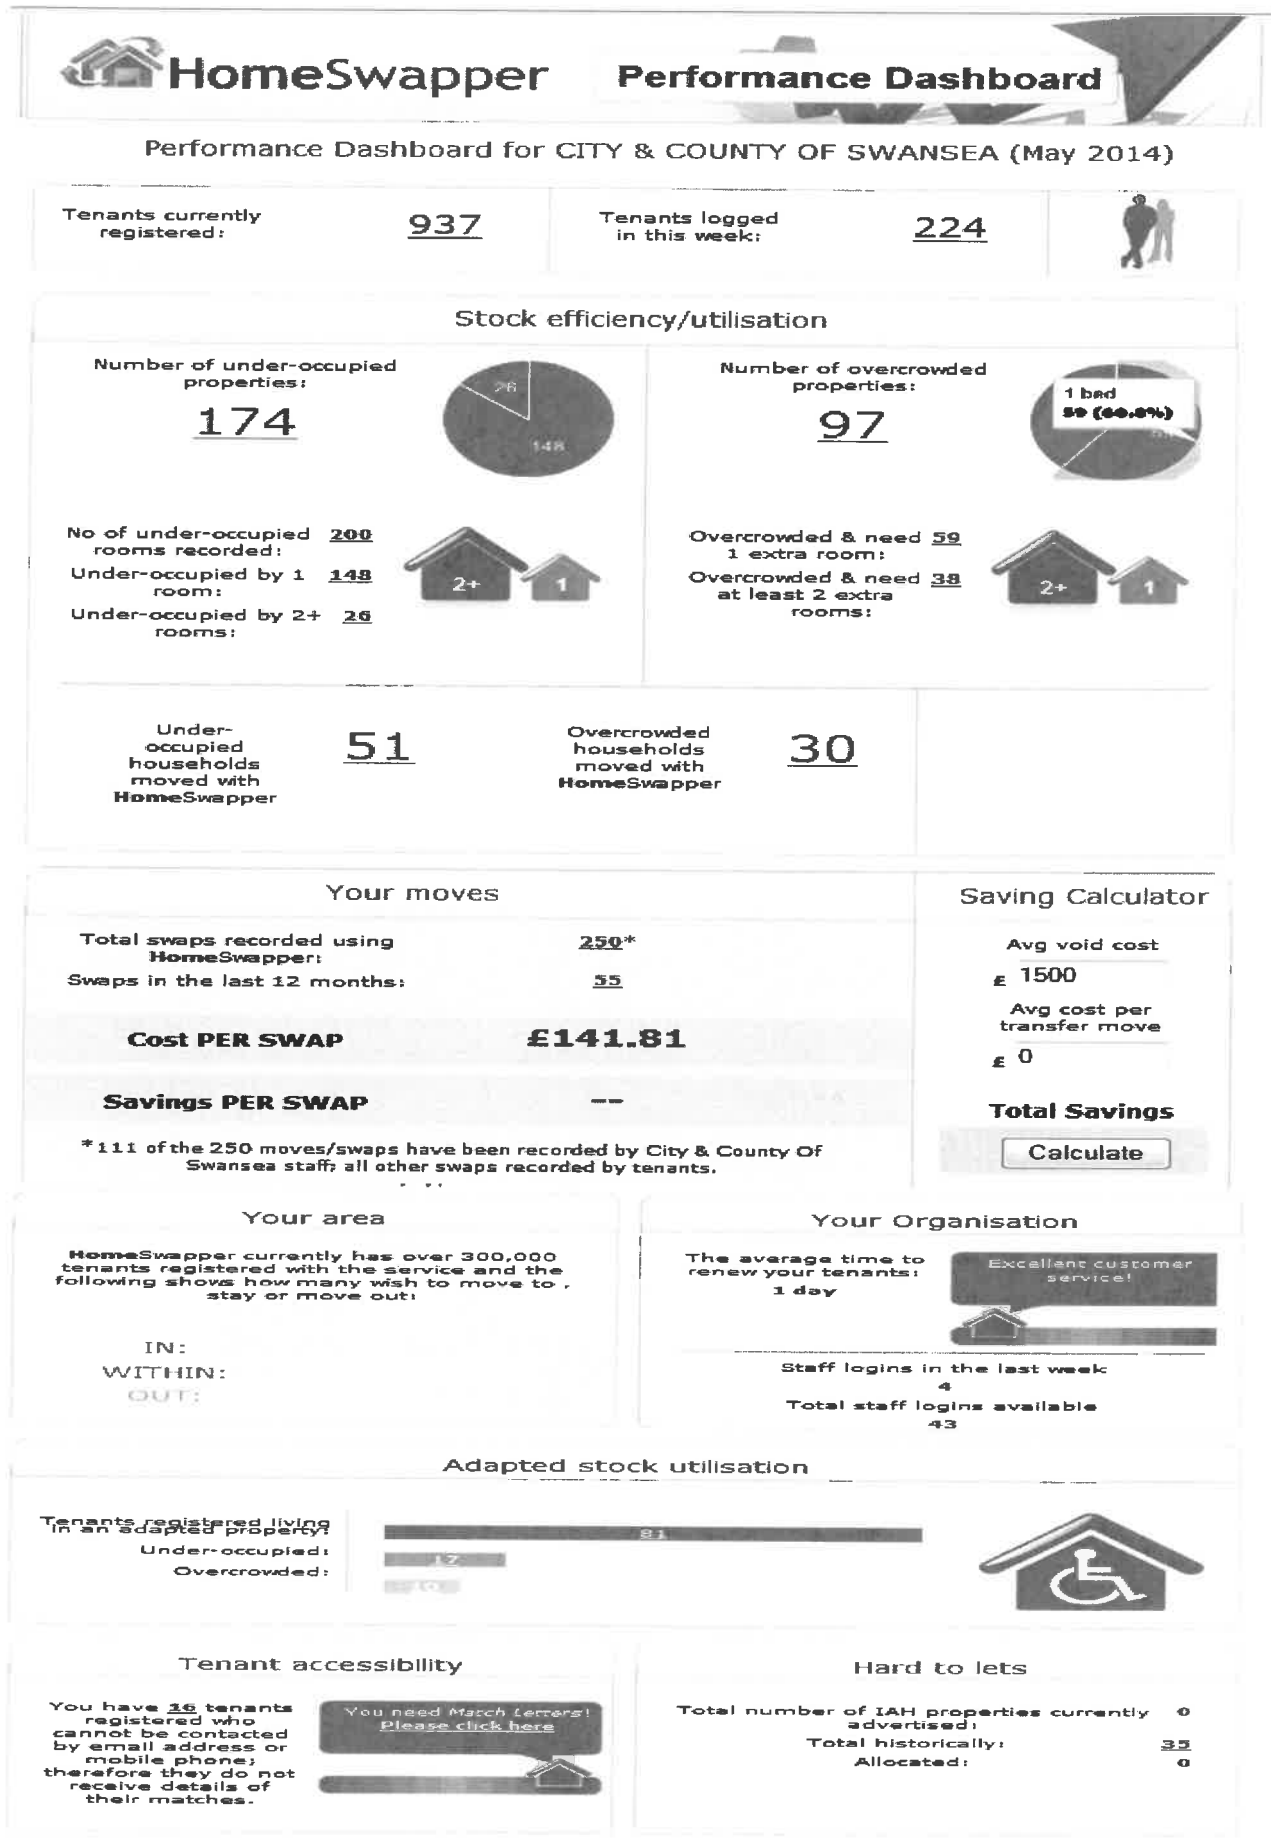 HomeSwapper
Performance Dashboard
Performance Dashboard for CITY & COUNTY OF SWANSEA (May 2014)
Tenants currently
registered:
937
Tenants logged
in this week:
224
Stock efficiency/utilisation
Number of under-occupied
properties:
174
26
148
Number of overcrowded
properties:
97
1 bed
59 (60.8%)
No of under-occupied 200
rooms recorded:
Under-occupied by 1 148
room:
Under-occupied by 2+ 26
rooms:
2+
1
Overcrowded & need 59
1 extra room:
Overcrowded & need 38
at least 2 extra
rooms:
2+
1
Under-
occupied
households
moved with
HomeSwapper
51
Overcrowded
households
moved with
HomeSwapper
30
Your moves
Total swaps recorded using 250*
HomeSwapper:
Swaps in the last 12 months: 55
Cost PER SWAP £141.81
Savings PER SWAP --
*111 of the 250 moves/swaps have been recorded by City & County Of
Swansea staff; all other swaps recorded by tenants.
Saving Calculator
Avg void cost
£ 1500
Avg cost per
transfer move
£ 0
Total Savings
Calculate
Your area
HomeSwapper currently has over 300,000
tenants registered with the service and the
following shows how many wish to move to ,
stay or move out:
IN:
WITHIN:
OUT:
Your Organisation
The average time to
renew your tenants:
1 day
Excellent customer
service!
Staff logins in the last week
4
Total staff logins available
43
Adapted stock utilisation
Tenants registered living
in an adapted property:
81
Under-occupied: 17
Overcrowded:
Tenant accessibility
You have 16 tenants
registered who
cannot be contacted
by email address or
mobile phone;
therefore they do not
receive details of
their matches.
You need Match Letters!
Please click here
Hard to lets
Total number of IAH properties currently 0
advertised:
Total historically: 35
Allocated: 0